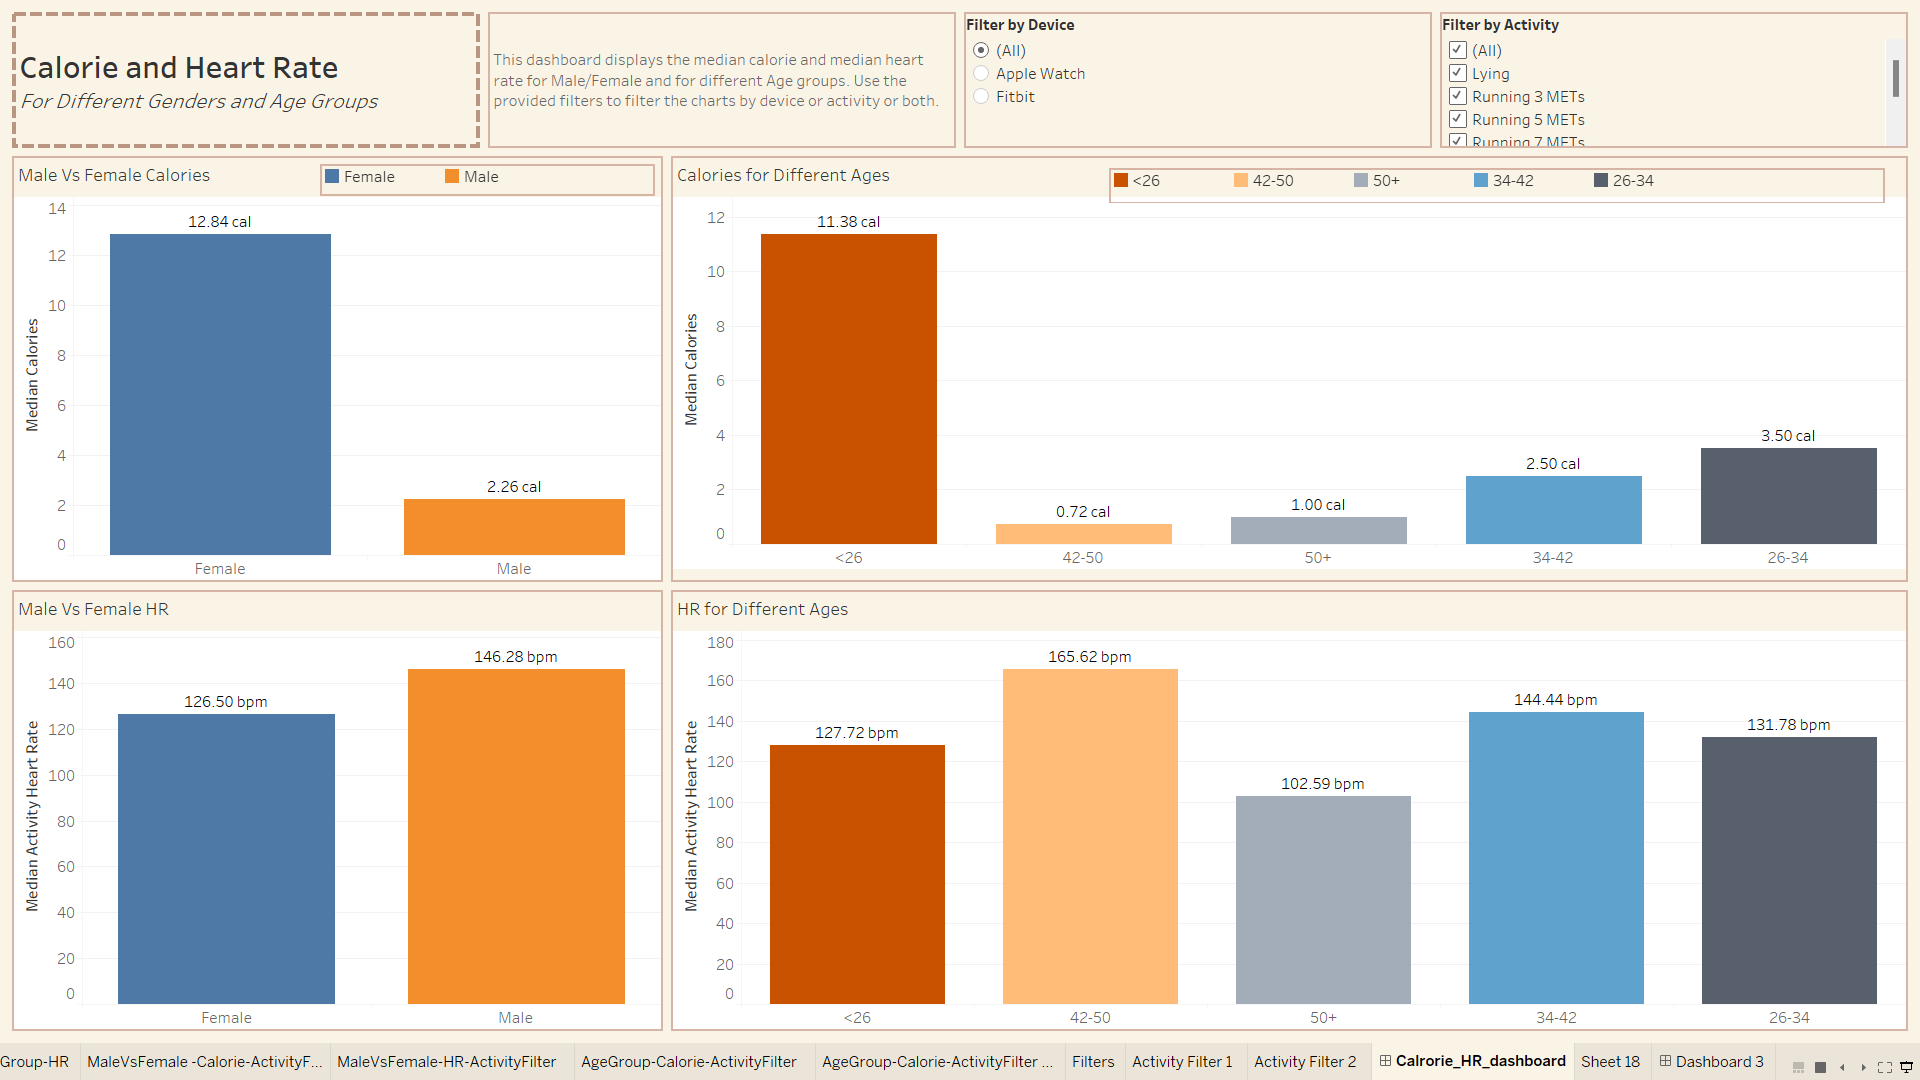 Calorie and Heart Rate
For Different Genders and Age Groups
This dashboard displays the median calorie and median heart
rate for Male/Female and for different Age groups. Use the
provided filters to filter the charts by device or activity or both.
Filter by Device
(All)
Apple Watch
Fitbit
Filter by Activity
(All)
Lying
Running 3 METs
Running 5 METs
Running 7 METs
Male Vs Female Calories
Female Male
Median Calories
14
12
10
8
6
4
2
0
12.84 cal
2.26 cal
Female Male
Calories for Different Ages
<26 42-50 50+ 34-42 26-34
Median Calories
12
10
8
6
4
2
0
11.38 cal
0.72 cal
1.00 cal
2.50 cal
3.50 cal
<26 42-50 50+ 34-42 26-34
Male Vs Female HR
Median Activity Heart Rate
160
140
120
100
80
60
40
20
0
126.50 bpm
146.28 bpm
Female Male
HR for Different Ages
Median Activity Heart Rate
180
160
140
120
100
80
60
40
20
0
127.72 bpm
165.62 bpm
102.59 bpm
144.44 bpm
131.78 bpm
<26 42-50 50+ 34-42 26-34
Group-HR MaleVsFemale -Calorie-ActivityF... MaleVsFemale-HR-ActivityFilter AgeGroup-Calorie-ActivityFilter AgeGroup-Calorie-ActivityFilter ... Filters Activity Filter 1 Activity Filter 2 Calrorie_HR_dashboard Sheet 18 Dashboard 3